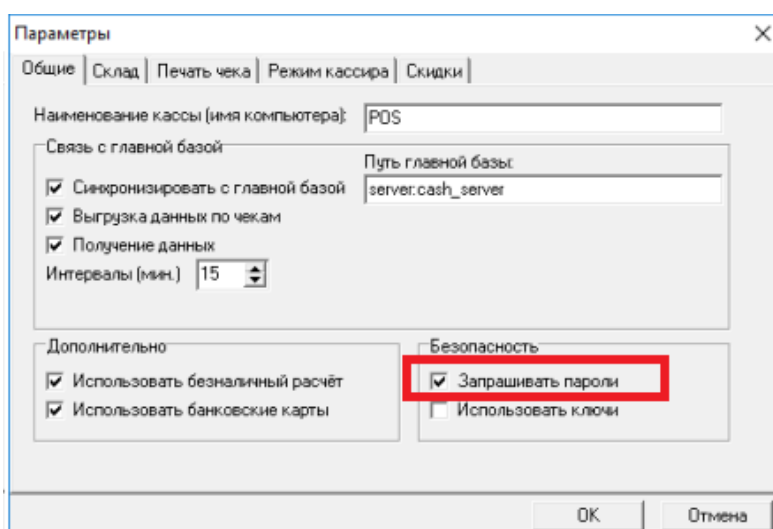 Параметры
Общие Склад Печать чека Режим кассира Скидки
Наименование кассы (имя компьютера): POS
Связь с главной базой
Путь главной базы:
Синхронизировать с главной базой server:cash_server
Выгрузка данных по чекам
Получение данных
Интервалы (мин.) 15
Дополнительно Безопасность
Использовать безналичный расчёт Запрашивать пароли
Использовать банковские карты Использовать ключи
OK Отмена